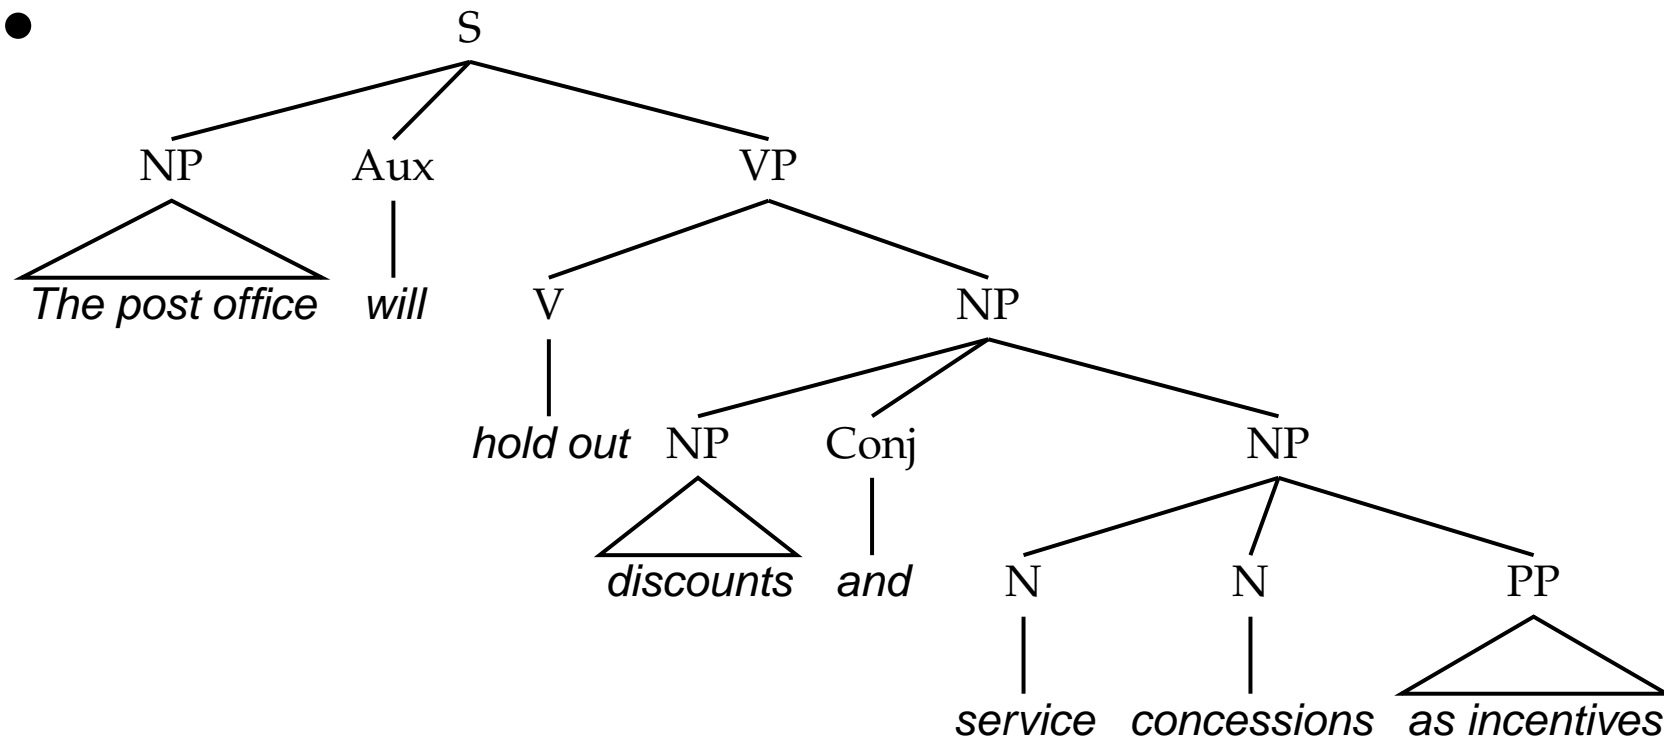 • S
NP Aux VP
The post office will V NP
hold out NP Conj NP
discounts and N N PP
service concessions as incentives